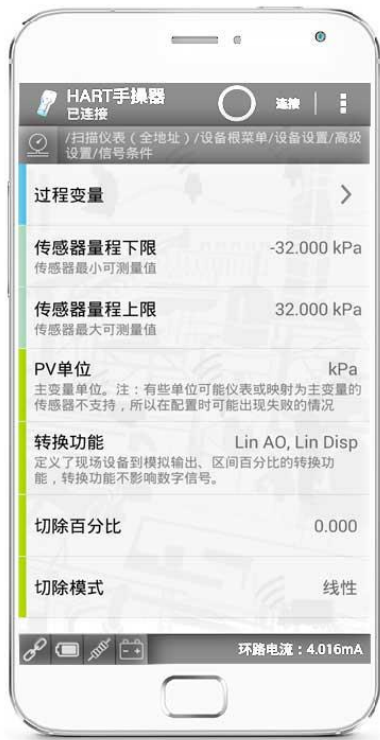 HART手操器
已连接
连接
/扫描仪表（全地址）/设备根菜单/设备设置/高级
设置/信号条件
过程变量
传感器量程下限 -32.000 kPa
传感器最小可测量值
传感器量程上限 32.000 kPa
传感器最大可测量值
PV单位 kPa
主变量单位。注：有些单位可能仪表或映射为主变量的
传感器不支持，所以在配置时可能出现失败的情况
转换功能 Lin AO, Lin Disp
定义了现场设备到模拟输出、区间百分比的转换功
能，转换功能不影响数字信号。
切除百分比 0.000
切除模式 线性
环路电流：4.016mA